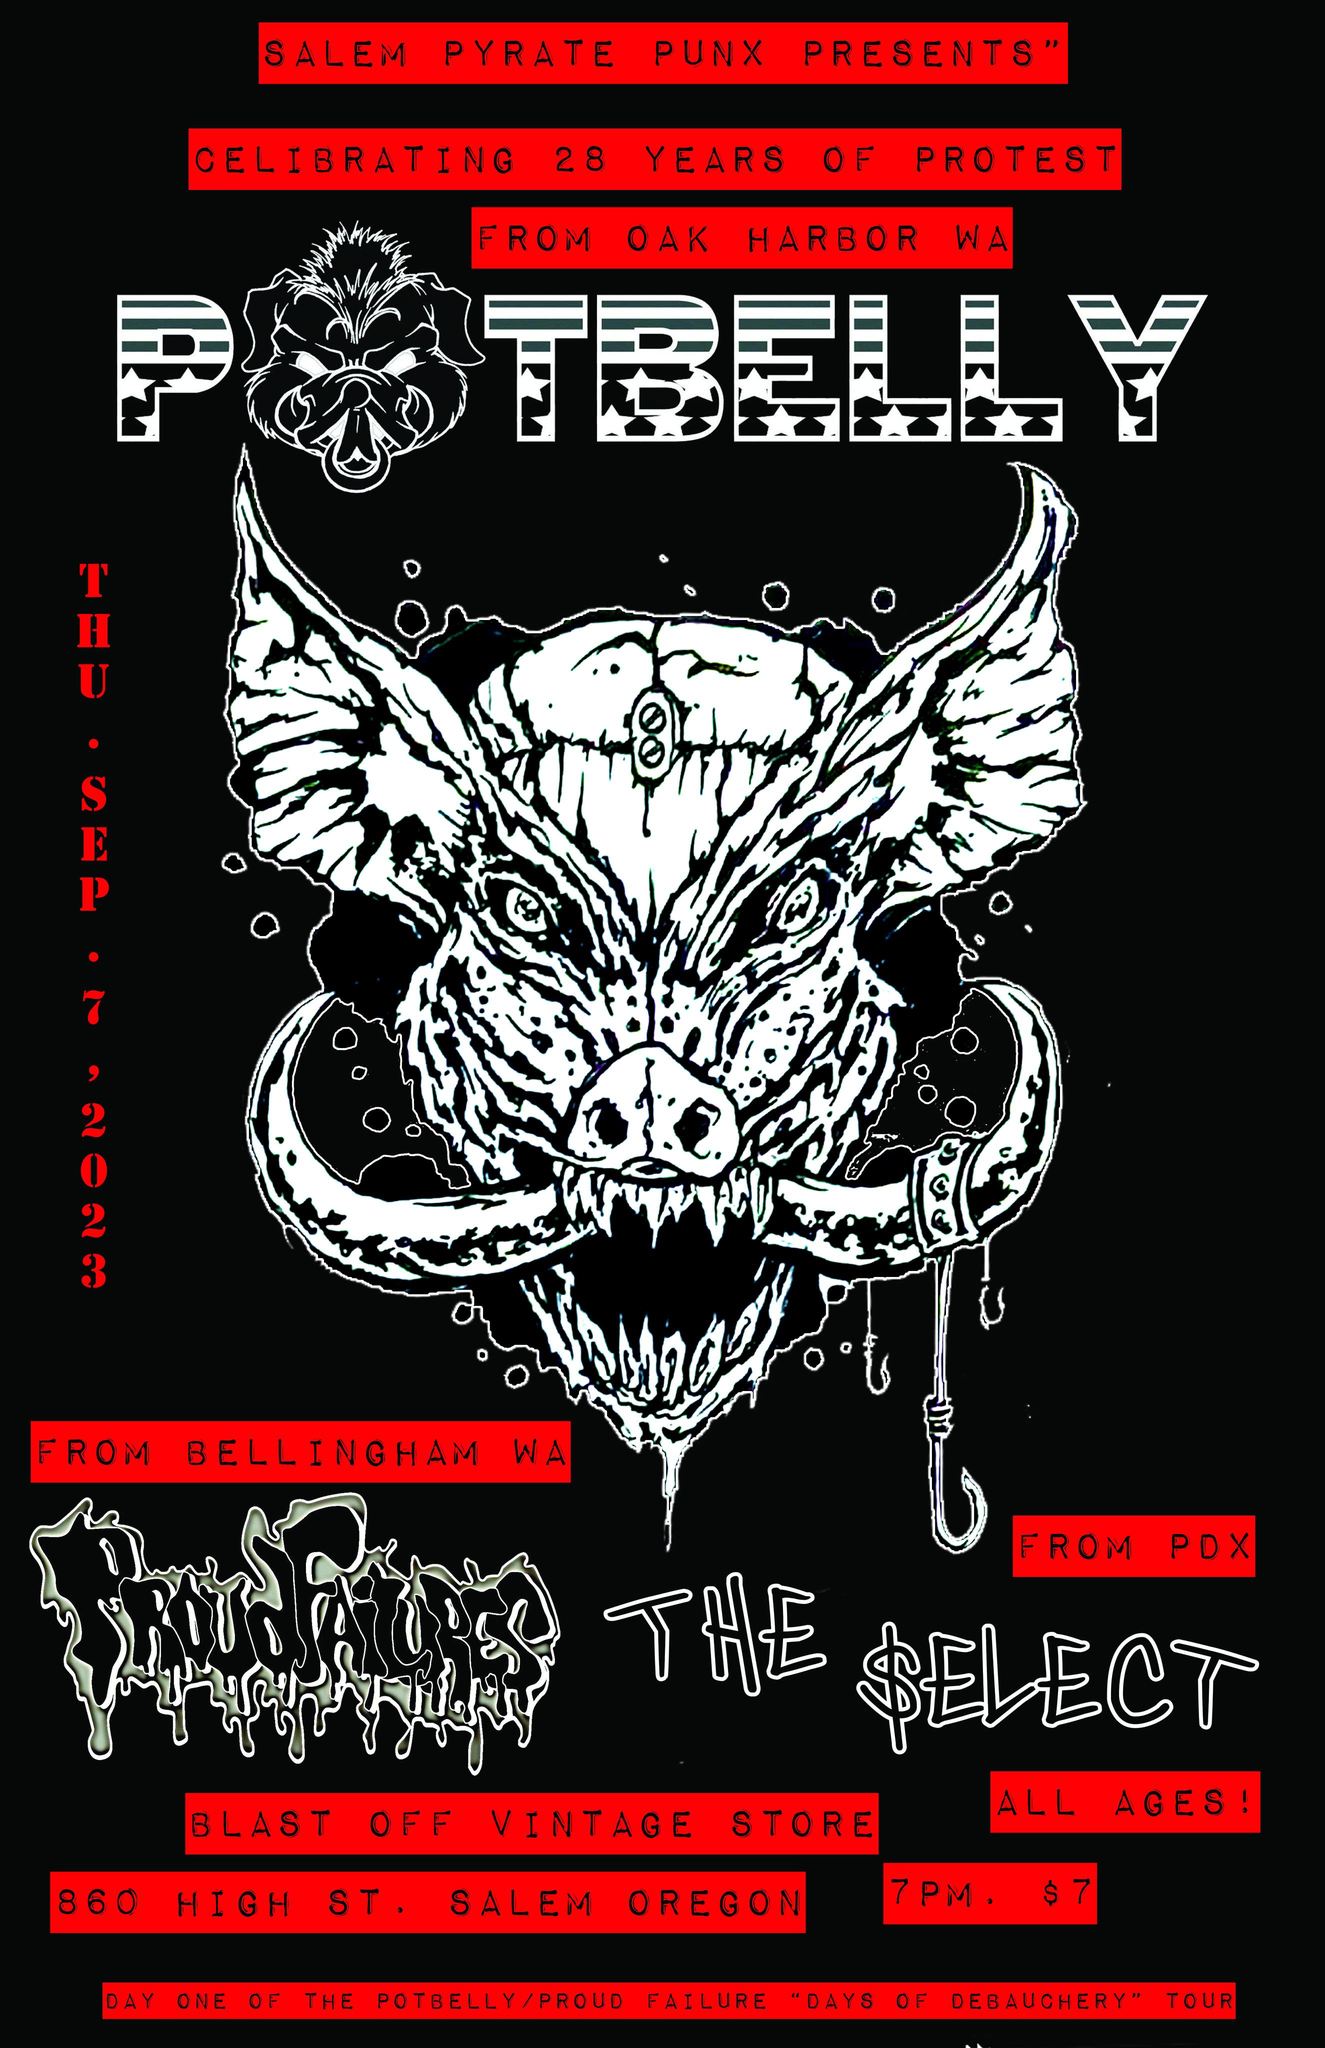 SALEM PYRATE PUNX PRESENTS"
CELIBRATING 28 YEARS OF PROTEST
FROM OAK HARBOR WA
POTBELLY
THU.SEP.7,2023
FROM BELLINGHAM WA
PROUD FAILURES
FROM PDX
THE $ELECT
ALL AGES!
BLAST OFF VINTAGE STORE
860 HIGH ST. SALEM OREGON
7PM. $7
DAY ONE OF THE POTBELLY/PROUD FAILURE "DAYS OF DEBAUCHERY" TOUR